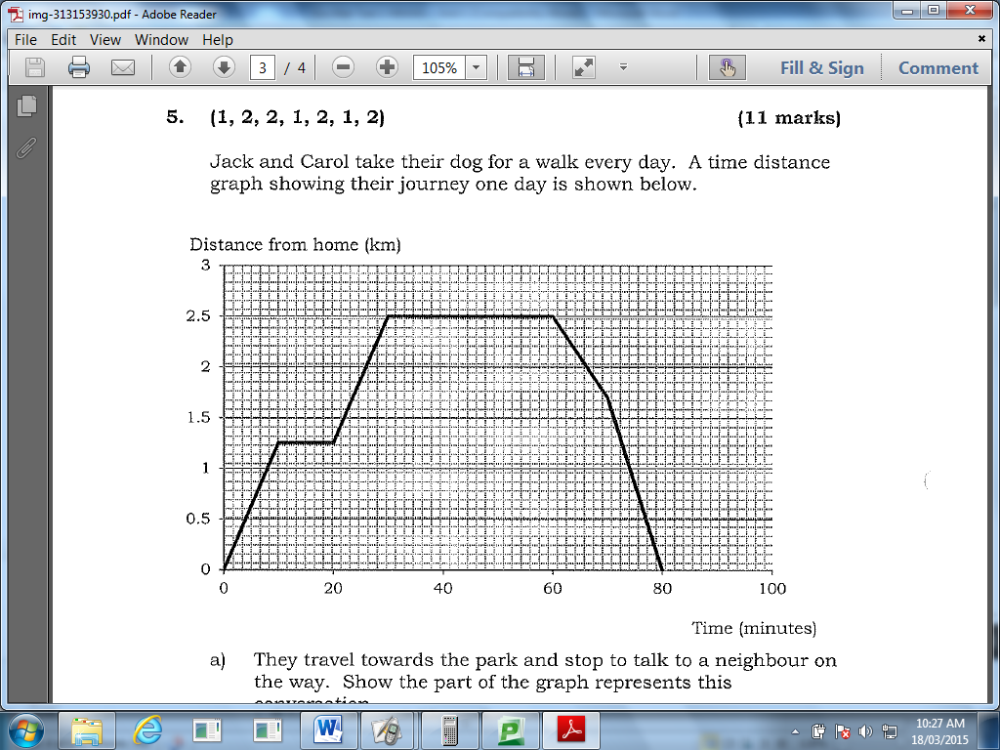 img-313153930.pdf - Adobe Reader
File Edit View Window Help
3 / 4 105% Fill & Sign Comment
5. (1, 2, 2, 1, 2, 1, 2) (11 marks)
Jack and Carol take their dog for a walk every day. A time distance
graph showing their journey one day is shown below.
Distance from home (km)
3
2.5
2
1.5
1
0.5
0
0 20 40 60 80 100
Time (minutes)
a) They travel towards the park and stop to talk to a neighbour on
the way. Show the part of the graph represents this
10:27 AM
18/03/2015